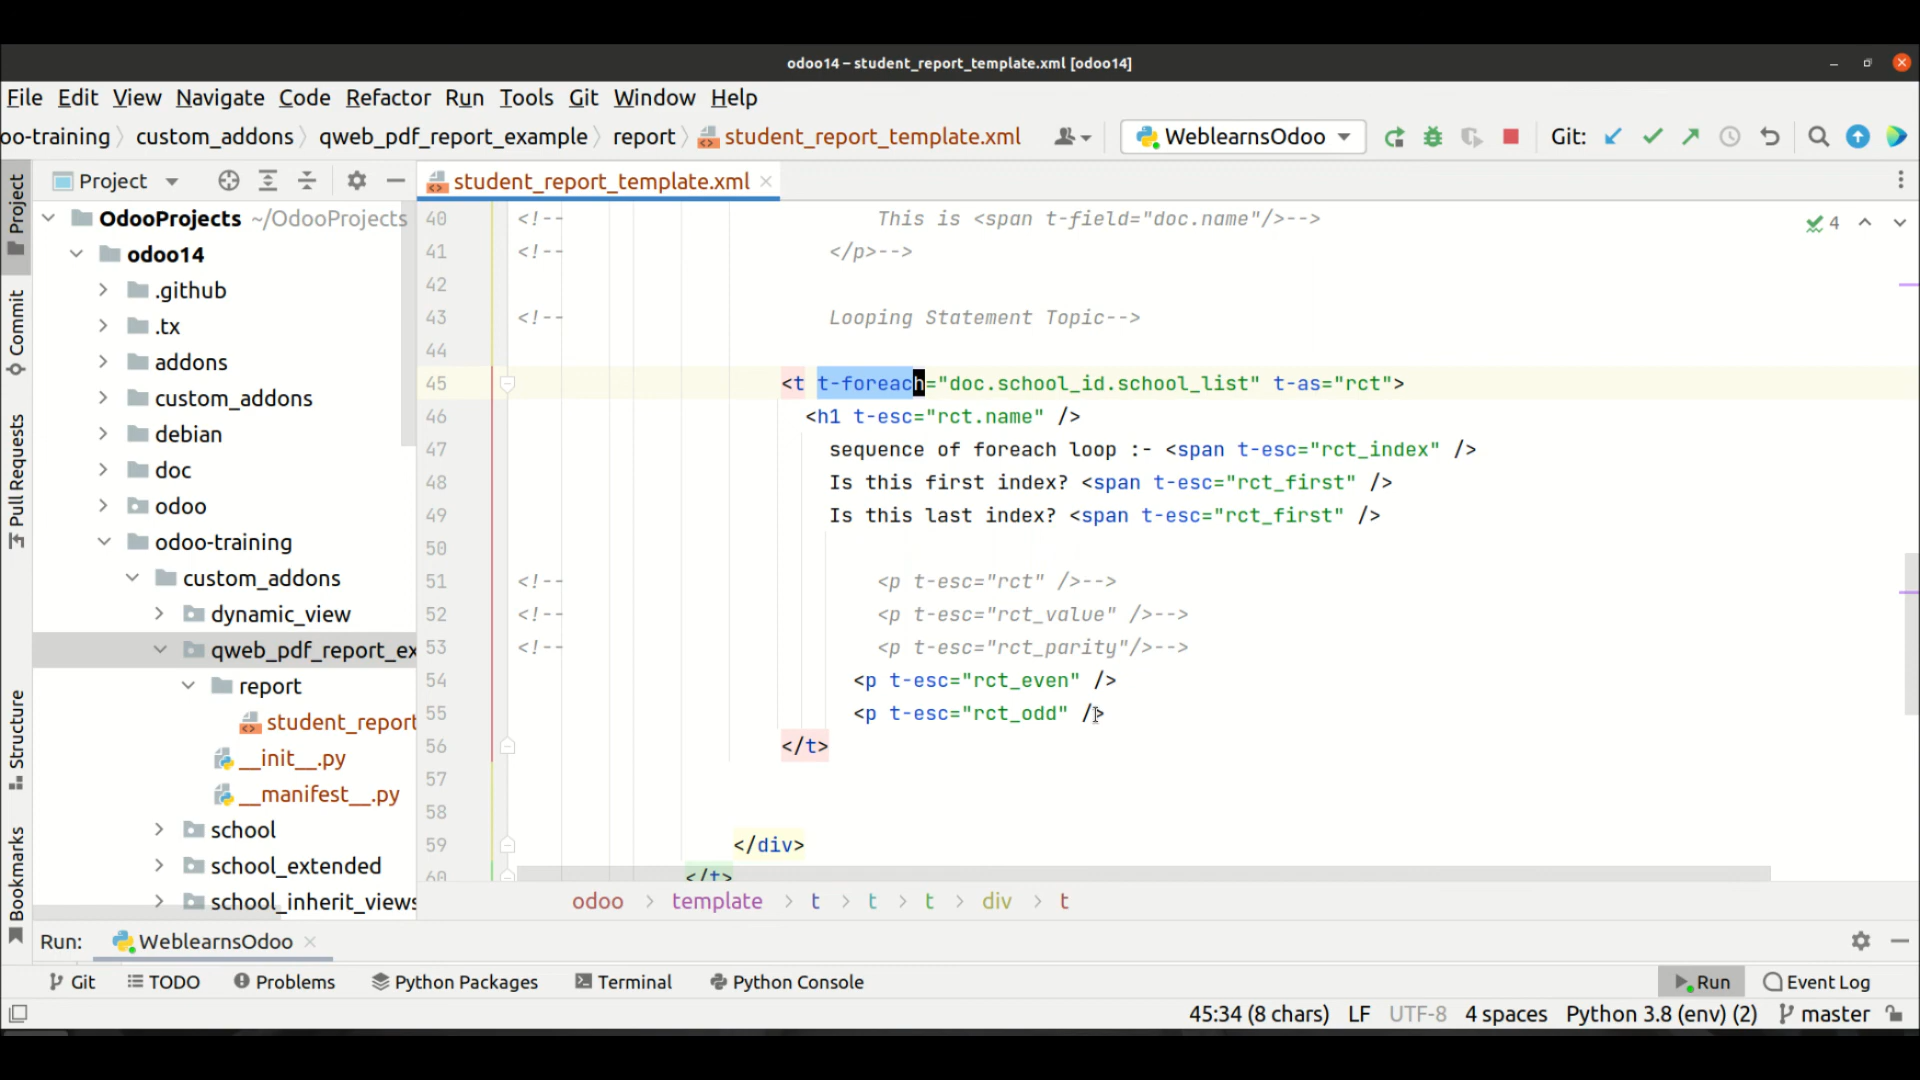 odoo14 – student_report_template.xml [odoo14]
File Edit View Navigate Code Refactor Run Tools Git Window Help
oo-training custom_addons qweb_pdf_report_example report student_report_template.xml WeblearnsOdoo Git:
Project
student_report_template.xml
Project
Commit
Pull Requests
Structure
Bookmarks
OdooProjects ~/OdooProjects
odoo14
.github
.tx
addons
custom_addons
debian
doc
odoo
odoo-training
custom_addons
dynamic_view
qweb_pdf_report_ex
report
student_report
__init__.py
__manifest__.py
school
school_extended
school_inherit_views
4
40 <!-- This is <span t-field="doc.name"/>-->
41 <!-- </p>-->
42
43 <!-- Looping Statement Topic-->
44
45 <t t-foreach="doc.school_id.school_list" t-as="rct">
46 <h1 t-esc="rct.name" />
47 sequence of foreach loop :- <span t-esc="rct_index" />
48 Is this first index? <span t-esc="rct_first" />
49 Is this last index? <span t-esc="rct_first" />
50
51 <!-- <p t-esc="rct" />-->
52 <!-- <p t-esc="rct_value" />-->
53 <!-- <p t-esc="rct_parity"/>-->
54 <p t-esc="rct_even" />
55 <p t-esc="rct_odd" />
56 </t>
57
58
59 </div>
60 </t>
odoo template t t t div t
Run: WeblearnsOdoo
Git TODO Problems Python Packages Terminal Python Console Run Event Log
45:34 (8 chars) LF UTF-8 4 spaces Python 3.8 (env) (2) master